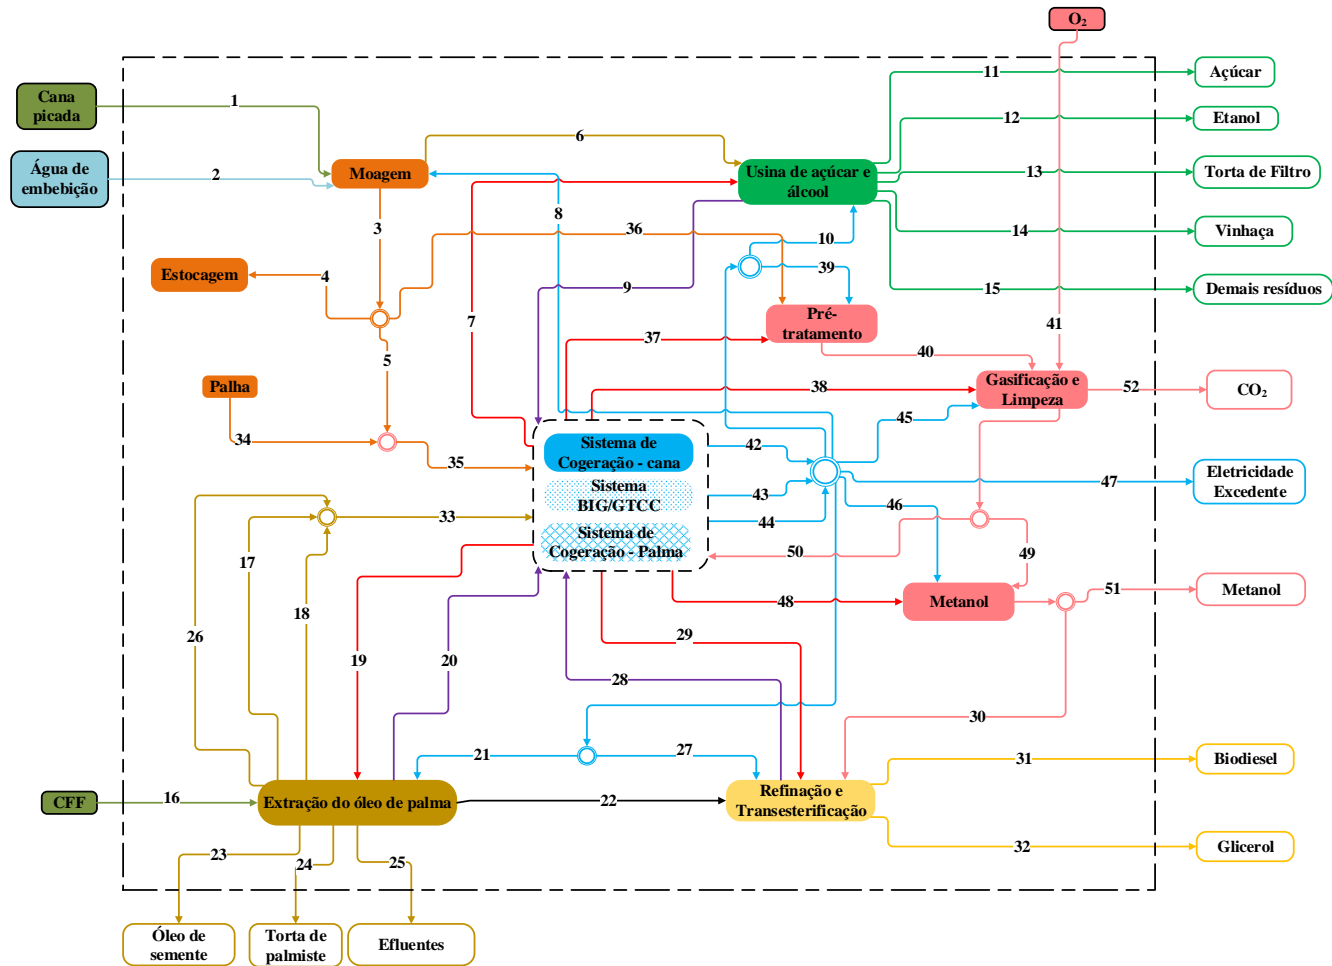 O₂
11
Açúcar
Cana
picada
1
12
Etanol
6
Água de
embebição
2
Moagem
Usina de açúcar e
álcool
13
Torta de Filtro
3
8
36
10
14
Vinhaça
Estocagem
4
9
39
15
Demais resíduos
7
Pré-
tratamento
41
5
37
40
Palha
38
Gasificação e
Limpeza
52
CO₂
34
35
45
Sistema de
Cogeração - cana
42
Sistema
BIG/GTCC
43
47
Eletricidade
Excedente
33
44
46
Sistema de
Cogeração - Palma
17
50
49
18
48
Metanol
51
Metanol
26
19
20
29
28
30
21
27
31
Biodiesel
CFF
16
Extração do óleo de palma
22
Refinação e
Transesterificação
23
24
25
32
Glicerol
Óleo de
semente
Torta de
palmiste
Efluentes